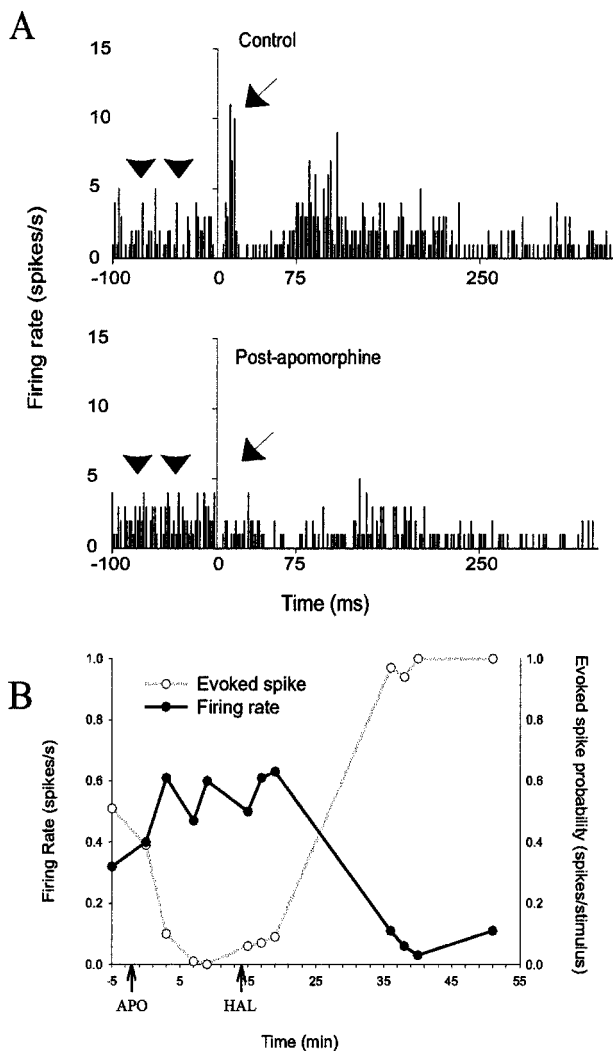 A
Control
15
10
5
0
-100 0 75 250
Firing rate (spikes/s)
Post-apomorphine
15
10
5
0
-100 0 75 250
Time (ms)
B
Evoked spike
Firing rate
1.0
0.8
0.6
0.4
0.2
0.0
Firing Rate (spikes/s)
1.0
0.8
0.6
0.4
0.2
0.0
Evoked spike probability (spikes/stimulus)
-5 5 15 25 35 45 55
APO HAL
Time (min)